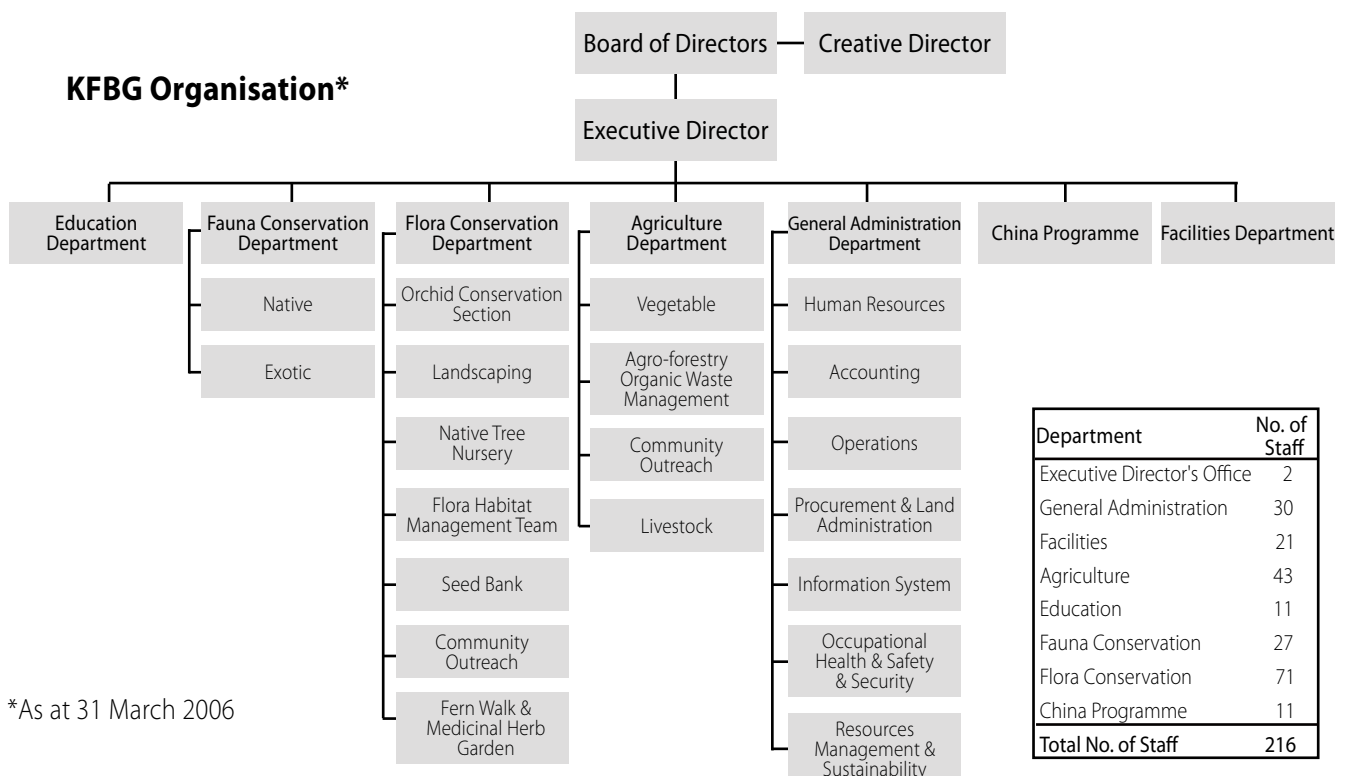 Board of Directors
Creative Director
KFBG Organisation*
Executive Director
Education
Department
Fauna Conservation
Department
Flora Conservation
Department
Agriculture
Department
General Administration
Department
China Programme
Facilities Department
Native
Exotic
Orchid Conservation
Section
Landscaping
Native Tree
Nursery
Flora Habitat
Management Team
Seed Bank
Community
Outreach
Fern Walk &
Medicinal Herb
Garden
Vegetable
Agro-forestry
Organic Waste
Management
Community
Outreach
Livestock
Human Resources
Accounting
Operations
Procurement & Land
Administration
Information System
Occupational
Health & Safety
& Security
Resources
Management &
Sustainability
Department No. of
Staff
Executive Director's Office 2
General Administration 30
Facilities 21
Agriculture 43
Education 11
Fauna Conservation 27
Flora Conservation 71
China Programme 11
Total No. of Staff 216
*As at 31 March 2006